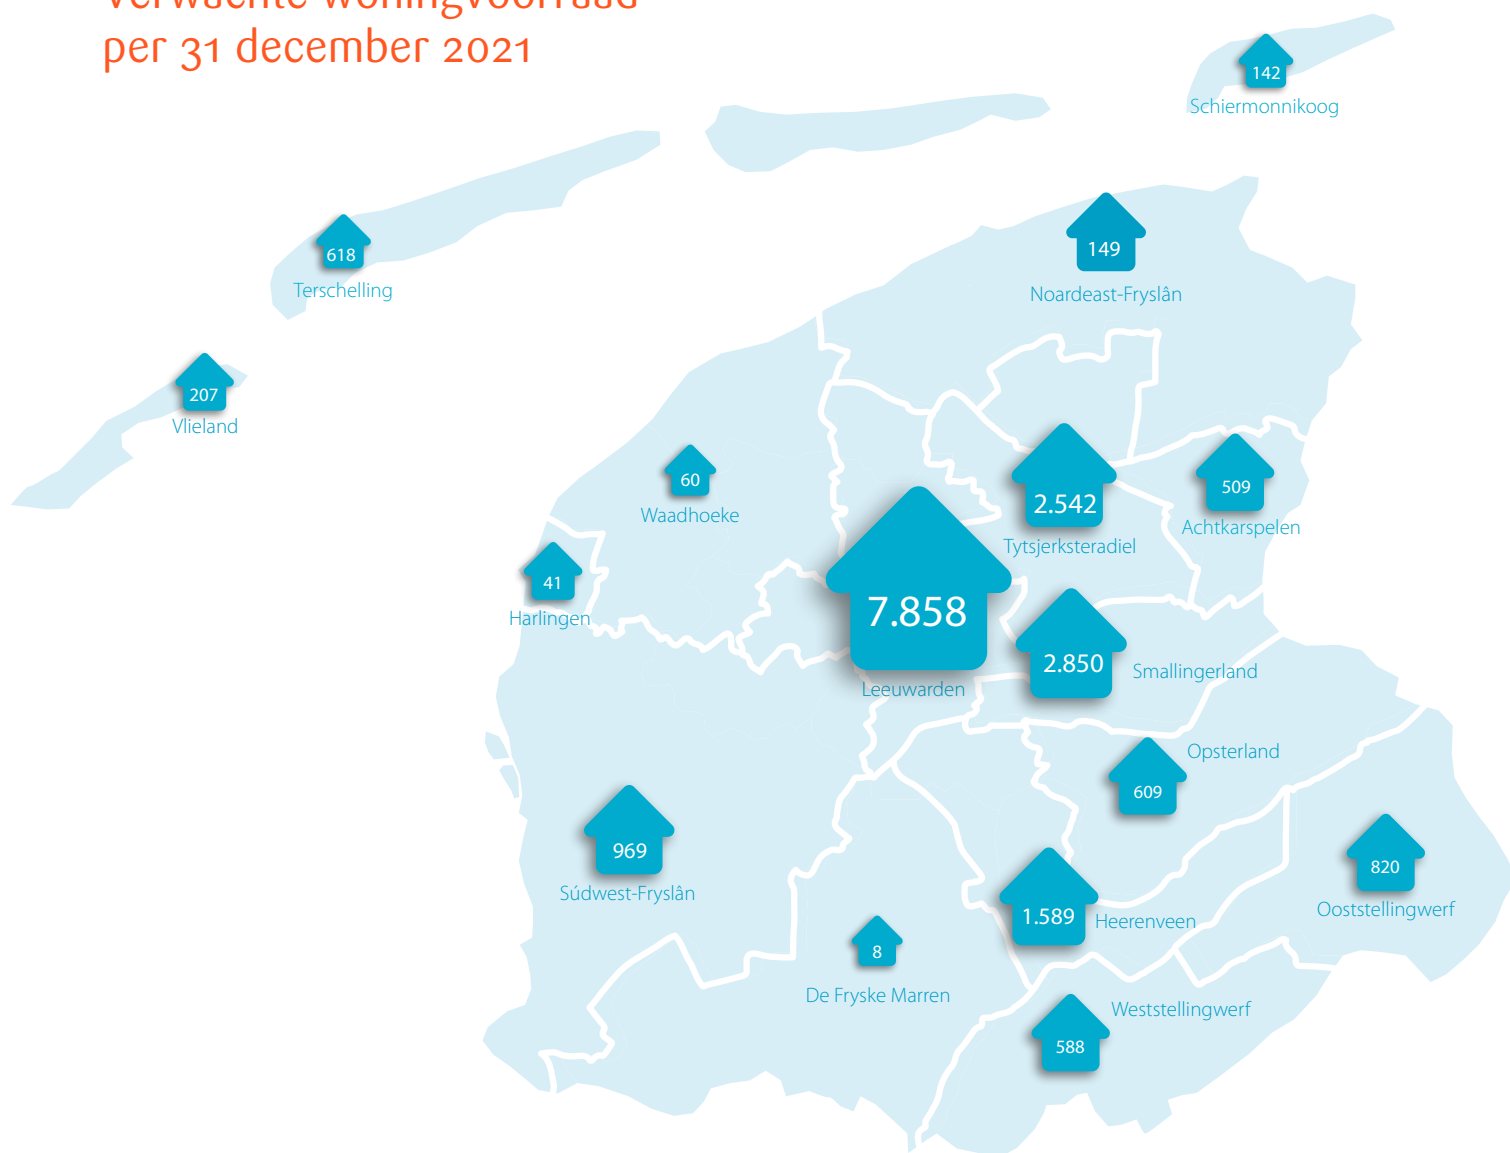 Verwachte woningvoorraad
per 31 december 2021
142
Schiermonnikoog
618
Terschelling
149
Noardeast-Fryslân
207
Vlieland
60
Waadhoeke
2.542
Tytsjerksteradiel
509
Achtkarspelen
41
Harlingen
7.858
Leeuwarden
2.850
Smallingerland
Opsterland
609
969
Súdwest-Fryslân
820
Ooststellingwerf
1.589
Heerenveen
8
De Fryske Marren
Weststellingwerf
588